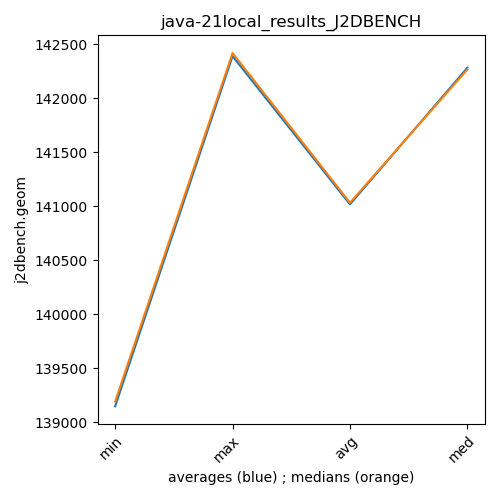 java-21local_results_J2DBENCH
j2dbench.geom
142500
142000
141500
141000
140500
140000
139500
139000
min
max
avg
med
averages (blue) ; medians (orange)